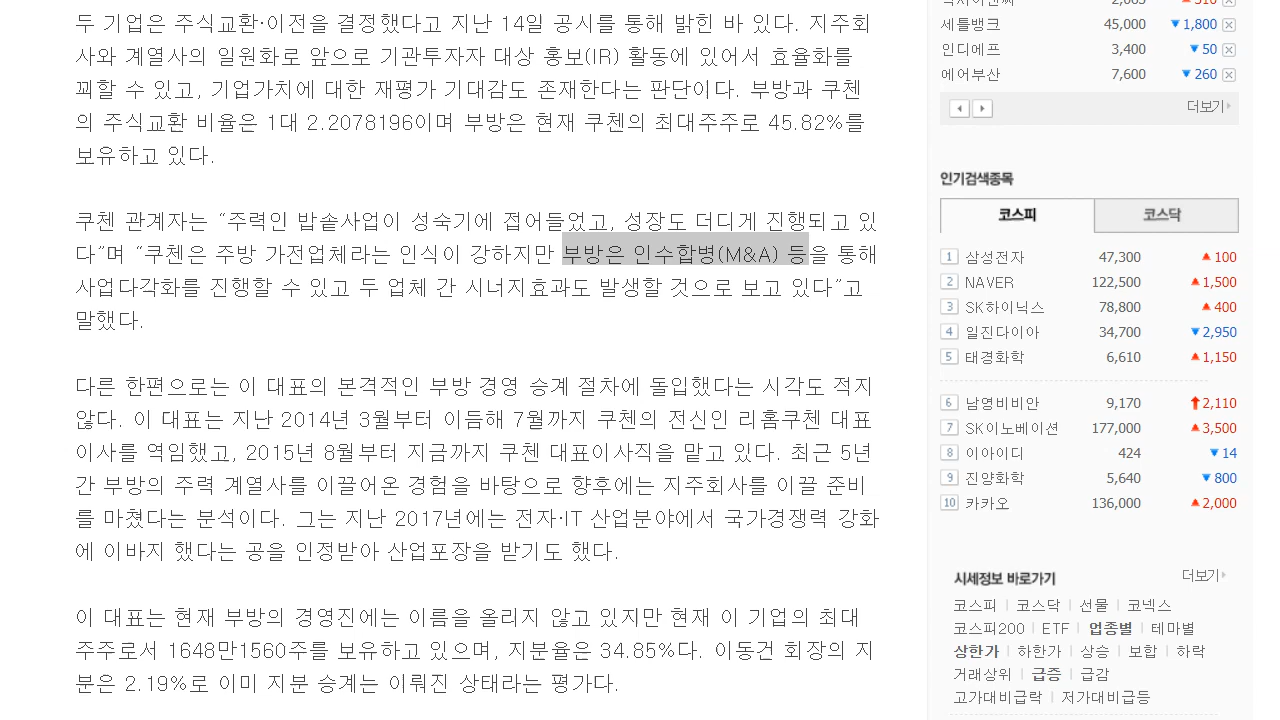 두 기업은 주식교환·이전을 결정했다고 지난 14일 공시를 통해 밝힌 바 있다. 지주회
사와 계열사의 일원화로 앞으로 기관투자자 대상 홍보(IR) 활동에 있어서 효율화를
꾀할 수 있고, 기업가치에 대한 재평가 기대감도 존재한다는 판단이다. 부방과 쿠첸
의 주식교환 비율은 1대 2.2078196이며 부방은 현재 쿠첸의 최대주주로 45.82%를
보유하고 있다.
쿠첸 관계자는 “주력인 밥솥사업이 성숙기에 접어들었고, 성장도 더디게 진행되고 있
다”며 “쿠첸은 주방 가전업체라는 인식이 강하지만 부방은 인수합병(M&A) 등을 통해
사업다각화를 진행할 수 있고 두 업체 간 시너지효과도 발생할 것으로 보고 있다”고
말했다.
다른 한편으로는 이 대표의 본격적인 부방 경영 승계 절차에 돌입했다는 시각도 적지
않다. 이 대표는 지난 2014년 3월부터 이듬해 7월까지 쿠첸의 전신인 리홈쿠첸 대표
이사를 역임했고, 2015년 8월부터 지금까지 쿠첸 대표이사직을 맡고 있다. 최근 5년
간 부방의 주력 계열사를 이끌어온 경험을 바탕으로 향후에는 지주회사를 이끌 준비
를 마쳤다는 분석이다. 그는 지난 2017년에는 전자·IT 산업분야에서 국가경쟁력 강화
에 이바지 했다는 공을 인정받아 산업포장을 받기도 했다.
이 대표는 현재 부방의 경영진에는 이름을 올리지 않고 있지만 현재 이 기업의 최대
주주로서 1648만1560주를 보유하고 있으며, 지분율은 34.85%다. 이동건 회장의 지
분은 2.19%로 이미 지분 승계는 이뤄진 상태라는 평가다.
세틀뱅크 45,000 ▼1,800
인디에프 3,400 ▼50
에어부산 7,600 ▼260
더보기
인기검색종목
코스피 코스닥
1 삼성전자 47,300 ▲100
2 NAVER 122,500 ▲1,500
3 SK하이닉스 78,800 ▲400
4 일진다이아 34,700 ▼2,950
5 태경화학 6,610 ▲1,150
6 남영비비안 9,170 ↑2,110
7 SK이노베이션 177,000 ▲3,500
8 이아이디 424 ▼14
9 진양화학 5,640 ▼800
10 카카오 136,000 ▲2,000
시세정보 바로가기 더보기
코스피 | 코스닥 | 선물 | 코넥스
코스피200 | ETF | 업종별 | 테마별
상한가 | 하한가 | 상승 | 보합 | 하락
거래상위 | 급증 | 급감
고가대비급락 | 저가대비급등